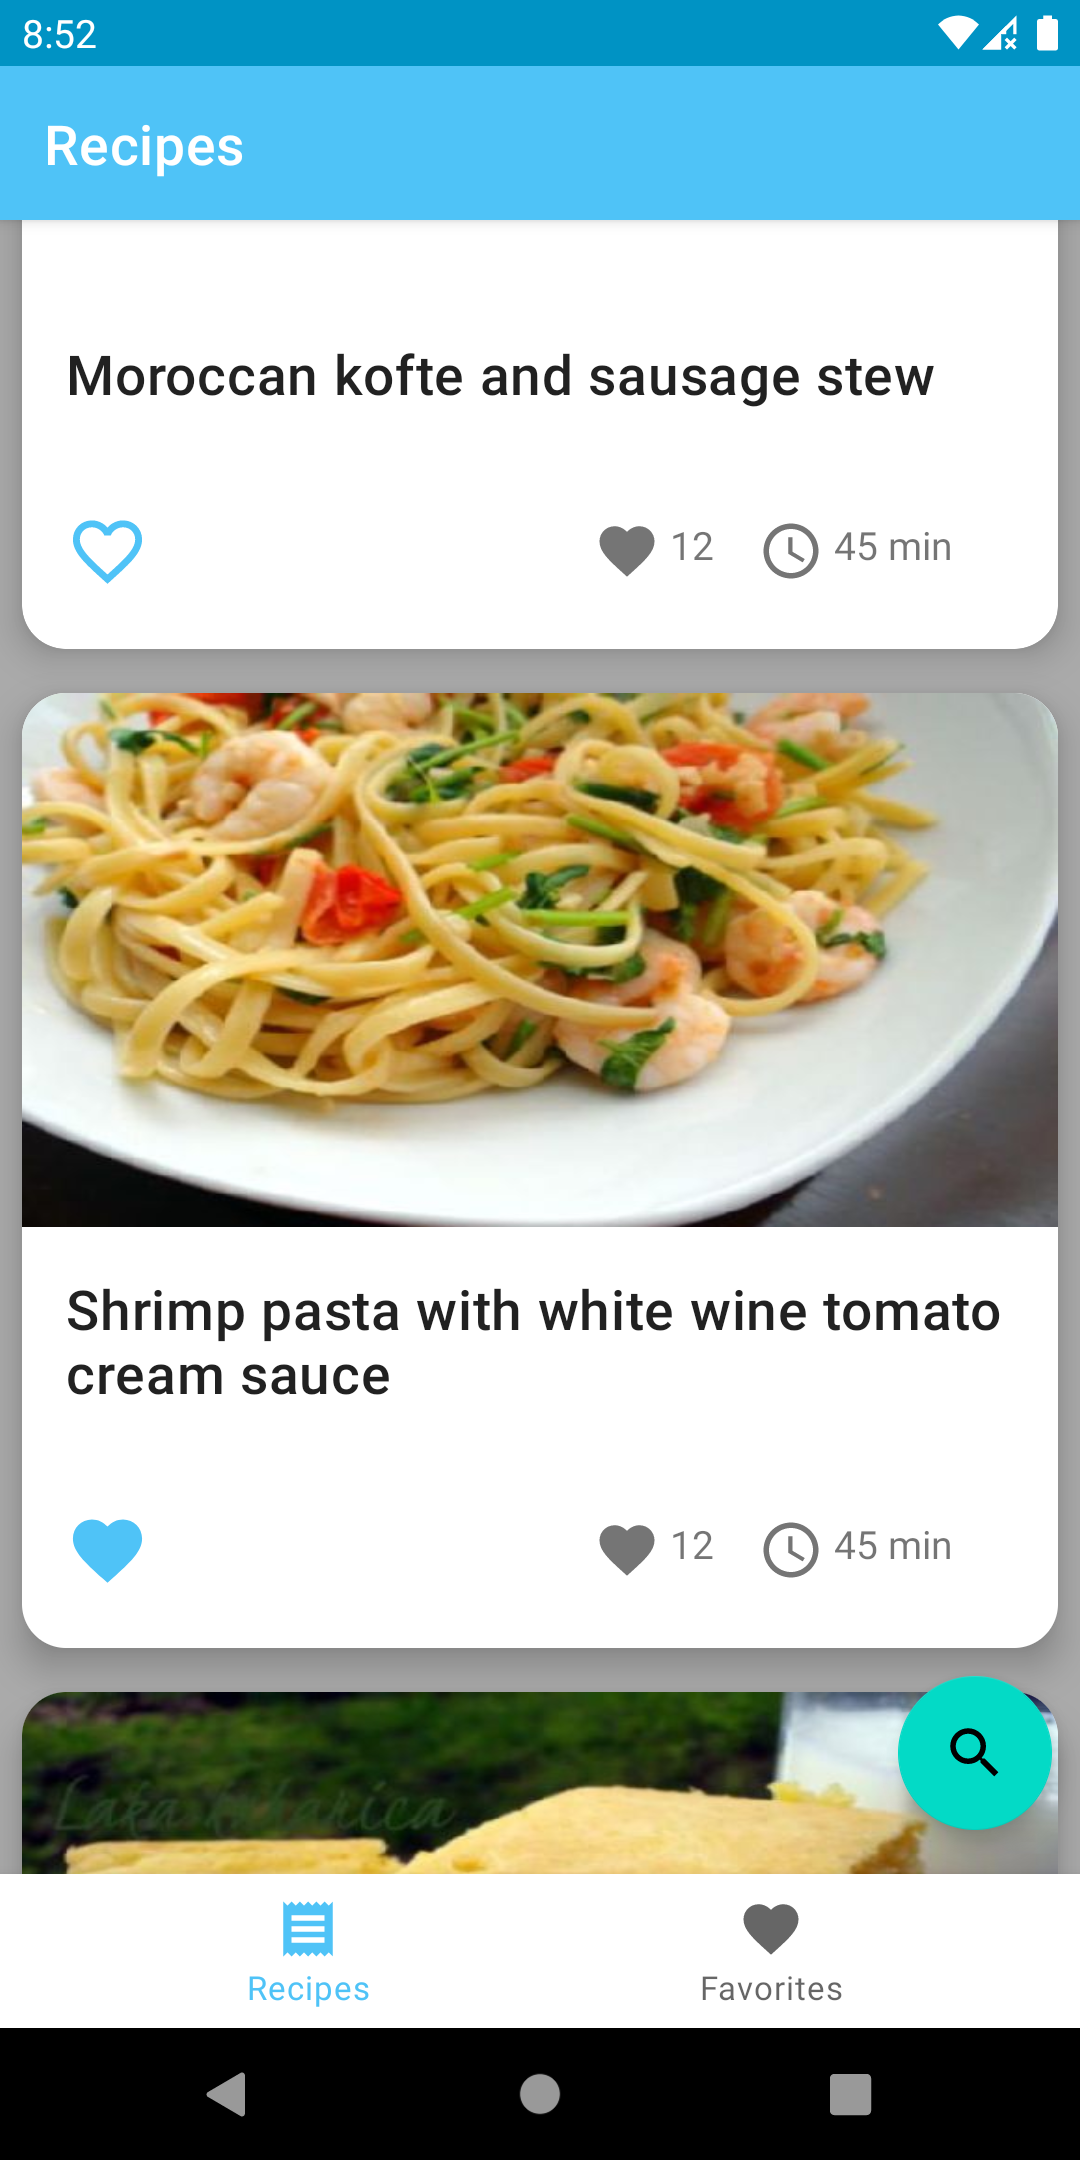 8:52
Recipes
Moroccan kofte and sausage stew
12
45 min
Shrimp pasta with white wine tomato
cream sauce
12
45 min
Recipes
Favorites